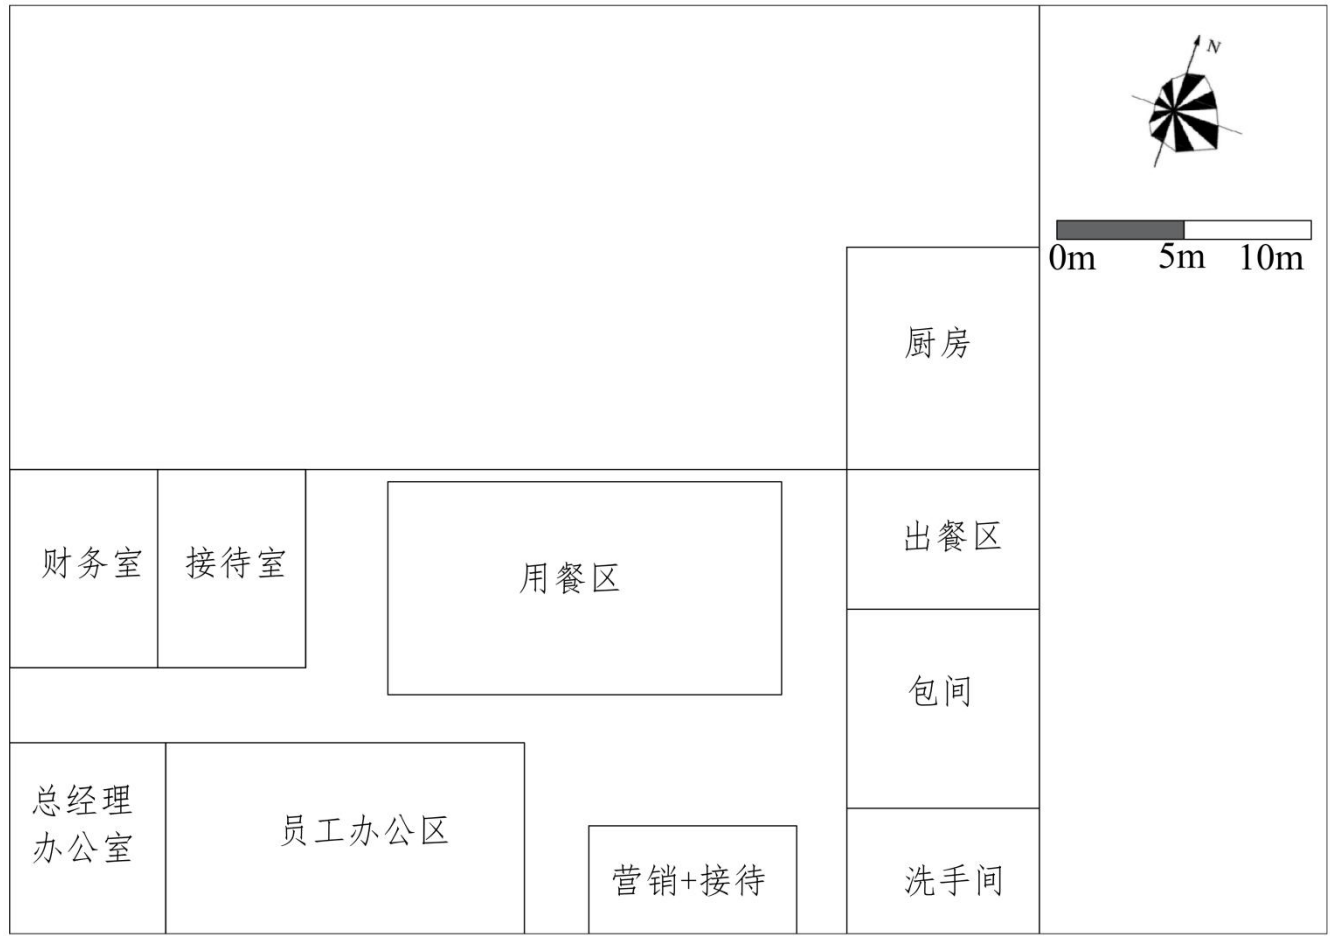 N
0m 5m 10m
厨房
出餐区
财务室
接待室
用餐区
包间
总经理
办公室
员工办公区
营销+接待
洗手间